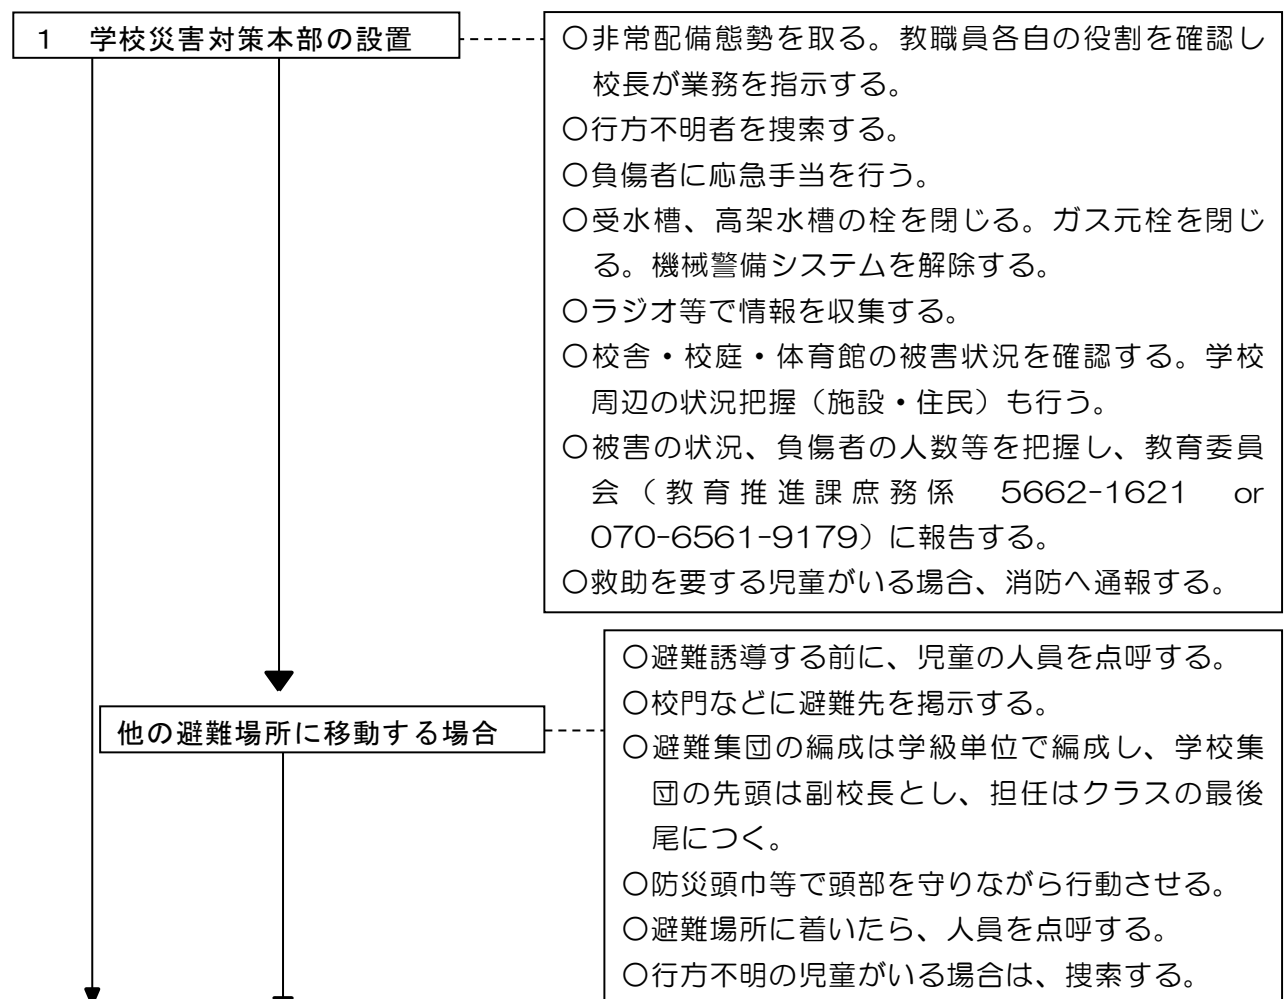 1　学校災害対策本部の設置
〇非常配備態勢を取る。教職員各自の役割を確認し
校長が業務を指示する。
〇行方不明者を捜索する。
〇負傷者に応急手当を行う。
〇受水槽、高架水槽の栓を閉じる。ガス元栓を閉じ
る。機械警備システムを解除する。
〇ラジオ等で情報を収集する。
〇校舎・校庭・体育館の被害状況を確認する。学校
周辺の状況把握（施設・住民）も行う。
〇被害の状況、負傷者の人数等を把握し、教育委員
会（教育推進課庶務係　5662-1621　or
070-6561-9179）に報告する。
〇救助を要する児童がいる場合、消防へ通報する。
他の避難場所に移動する場合
〇避難誘導する前に、児童の人員を点呼する。
〇校門などに避難先を掲示する。
〇避難集団の編成は学級単位で編成し、学校集
団の先頭は副校長とし、担任はクラスの最後
尾につく。
〇防災頭巾等で頭部を守りながら行動させる。
〇避難場所に着いたら、人員を点呼する。
〇行方不明の児童がいる場合は、捜索する。